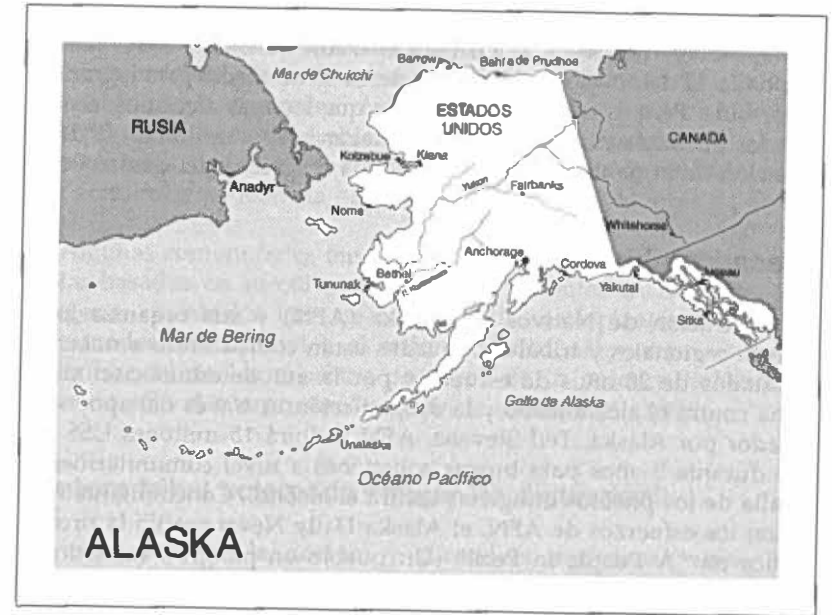 Barrow
Bahía de Prudhoe
Mar de Chukchi
ESTADOS
UNIDOS
RUSIA
CANADA
Kotzebue
Kiana
Anadyr
Yukon
Fairbanks
Nome
Whitehorse
Anchorage
Cordova
Bethel
Juneau
Tununak
Yakutat
Sitka
Mar de Bering
Golfo de Alaska
Unalaska
Océano Pacífico
ALASKA